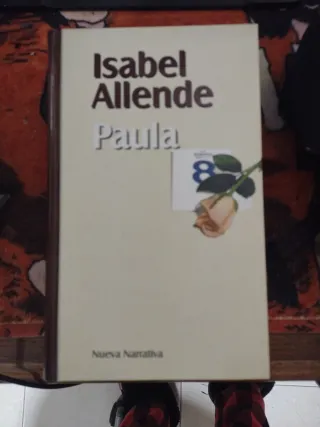 Isabel
Allende
Paula
8
Nueva Narrativa